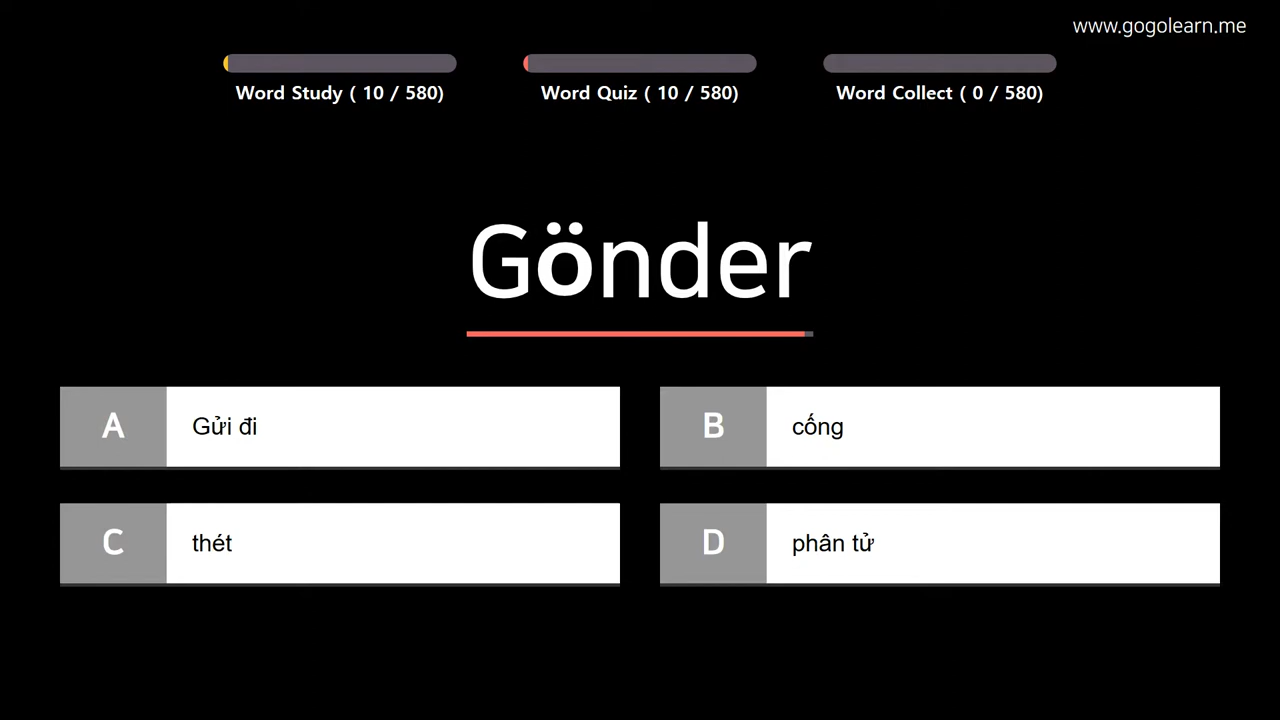 www.gogolearn.me
Word Study ( 10 / 580)
Word Quiz ( 10 / 580)
Word Collect ( 0 / 580)
Gönder
A
Gửi đi
B
cống
C
thét
D
phân tử